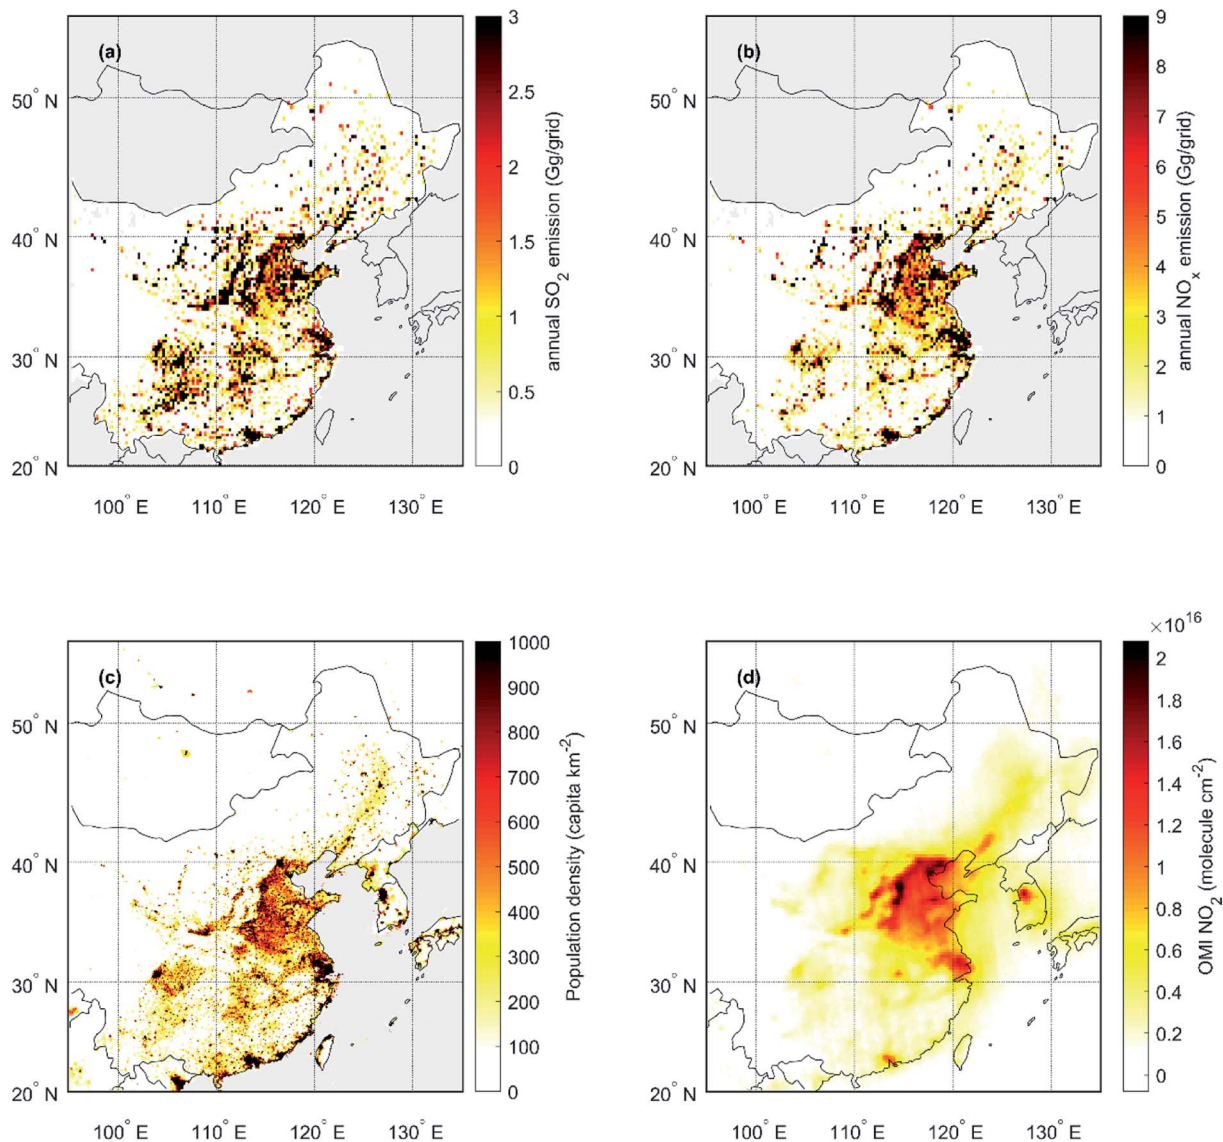 (a)
50° N
40° N
30° N
20° N
100° E 110° E 120° E 130° E
3
2.5
2
1.5
1
0.5
0
annual SO2 emission (Gg/grid)
(b)
50° N
40° N
30° N
20° N
100° E 110° E 120° E 130° E
9
8
7
6
5
4
3
2
1
0
annual NOx emission (Gg/grid)
(c)
50° N
40° N
30° N
20° N
100° E 110° E 120° E 130° E
1000
900
800
700
600
500
400
300
200
100
0
Population density (capita km-2)
(d)
50° N
40° N
30° N
20° N
100° E 110° E 120° E 130° E
×10^16
2
1.8
1.6
1.4
1.2
1
0.8
0.6
0.4
0.2
0
OMI NO2 (molecule cm-2)